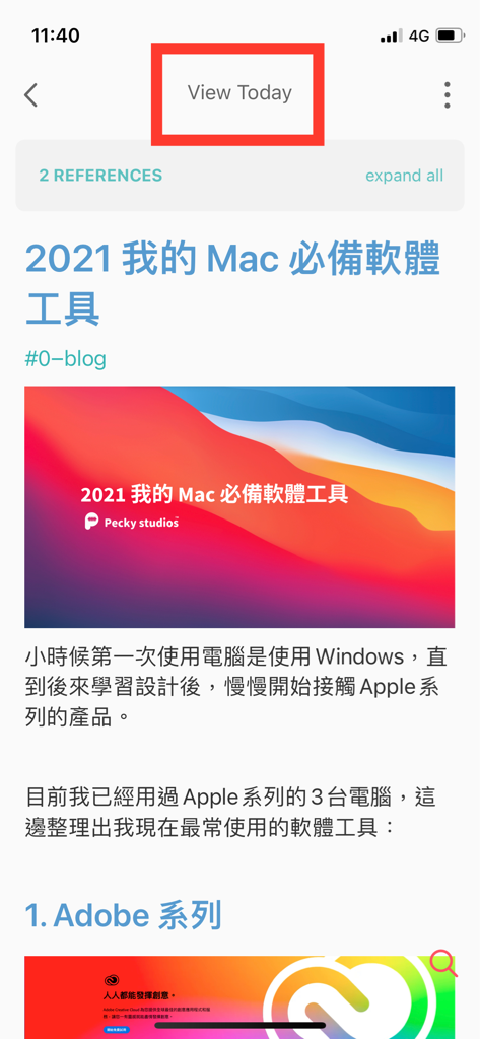 11:40
4G
View Today
2 REFERENCES
expand all
2021 我的 Mac 必備軟體
工具
#0-blog
2021 我的 Mac 必備軟體工具
Pecky studios
小時候第一次使用電腦是使用 Windows，直
到後來學習設計後，慢慢開始接觸 Apple 系
列的產品。
目前我已經用過 Apple 系列的 3 台電腦，這
邊整理出我現在最常使用的軟體工具：
1. Adobe 系列
人人都能發揮創意。